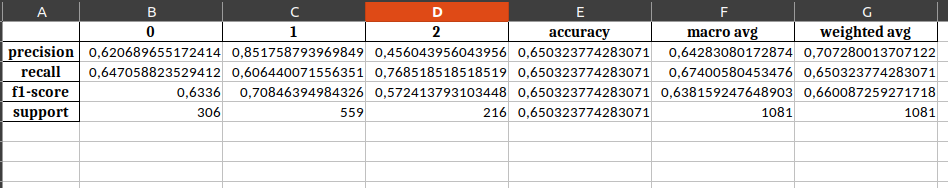 A B C D E F G
0 1 2 accuracy macro avg weighted avg
precision 0,620689655172414 0,851758793969849 0,456043956043956 0,650323774283071 0,64283080172874 0,707280013707122
recall 0,647058823529412 0,606440071556351 0,768518518518519 0,650323774283071 0,67400580453476 0,650323774283071
f1-score 0,6336 0,70846394984326 0,572413793103448 0,650323774283071 0,638159247648903 0,660087259271718
support 306 559 216 0,650323774283071 1081 1081